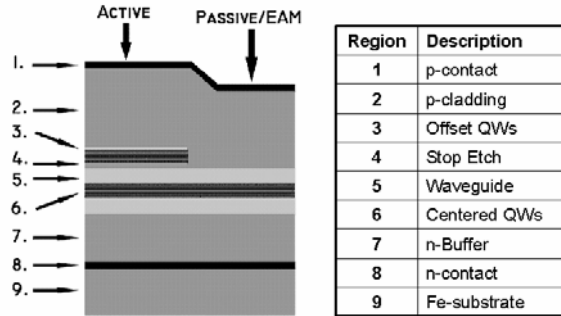 ACTIVE
PASSIVE/EAM
1.
2.
3.
4.
5.
6.
7.
8.
9.
Region Description
1 p-contact
2 p-cladding
3 Offset QWs
4 Stop Etch
5 Waveguide
6 Centered QWs
7 n-Buffer
8 n-contact
9 Fe-substrate